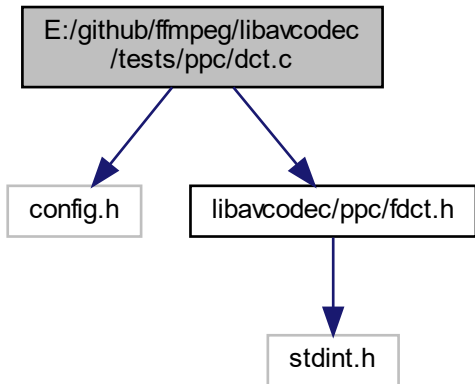 E:/github/ffmpeg/libavcodec
/tests/ppc/dct.c
config.h
libavcodec/ppc/fdct.h
stdint.h